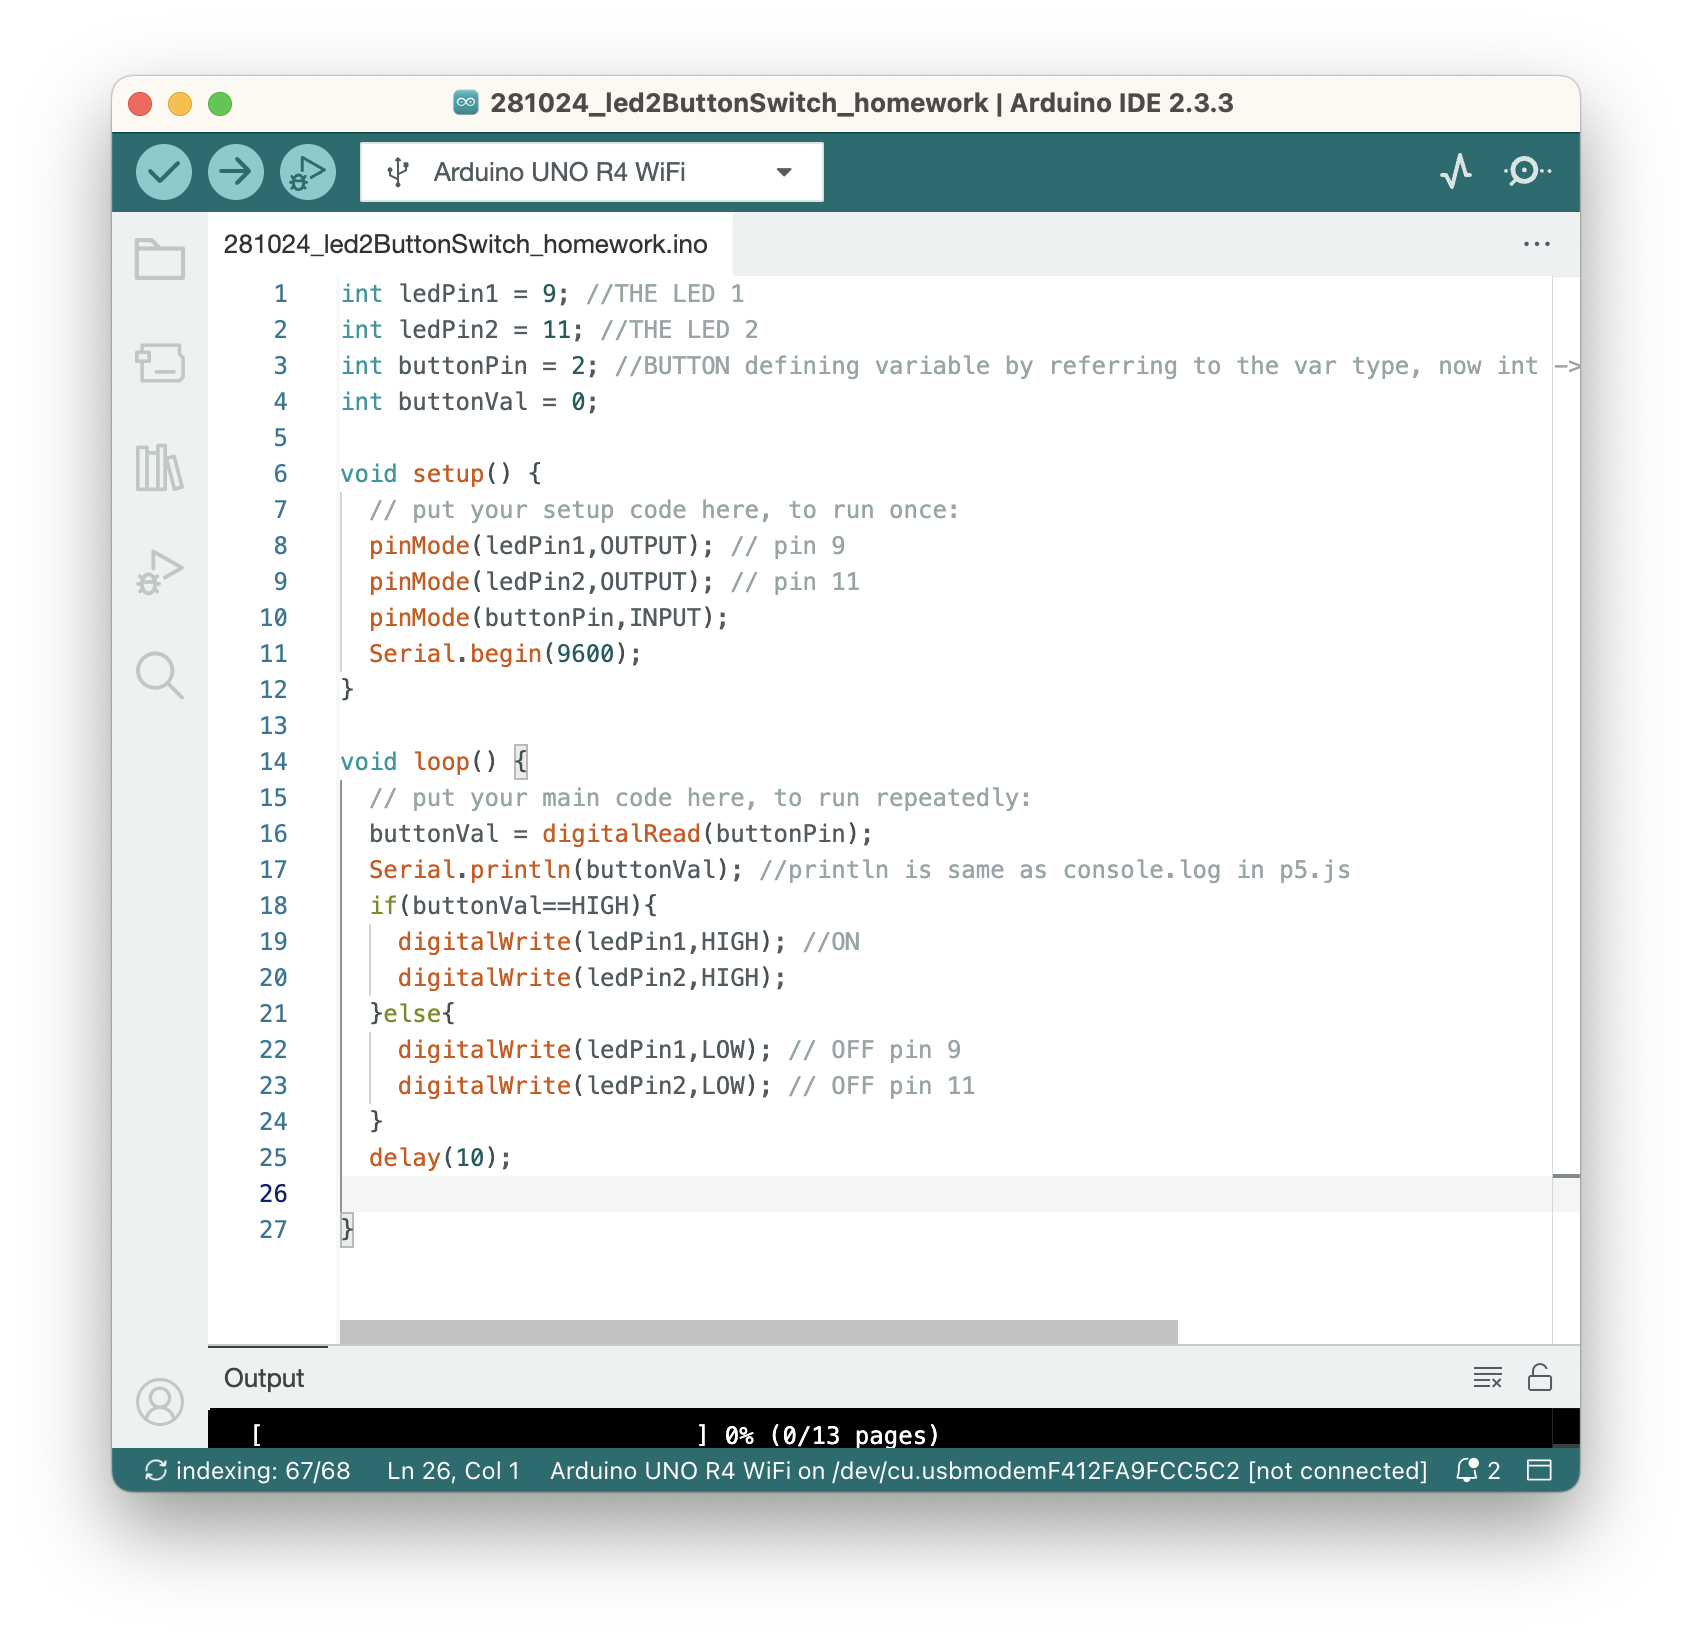 281024_led2ButtonSwitch_homework | Arduino IDE 2.3.3
Arduino UNO R4 WiFi
281024_led2ButtonSwitch_homework.ino
1 int ledPin1 = 9; //THE LED 1
2 int ledPin2 = 11; //THE LED 2
3 int buttonPin = 2; //BUTTON defining variable by referring to the var type, now int ->
4 int buttonVal = 0;
5
6 void setup() {
7 // put your setup code here, to run once:
8 pinMode(ledPin1,OUTPUT); // pin 9
9 pinMode(ledPin2,OUTPUT); // pin 11
10 pinMode(buttonPin,INPUT);
11 Serial.begin(9600);
12 }
13
14 void loop() {
15 // put your main code here, to run repeatedly:
16 buttonVal = digitalRead(buttonPin);
17 Serial.println(buttonVal); //println is same as console.log in p5.js
18 if(buttonVal==HIGH){
19 digitalWrite(ledPin1,HIGH); //ON
20 digitalWrite(ledPin2,HIGH);
21 }else{
22 digitalWrite(ledPin1,LOW); // OFF pin 9
23 digitalWrite(ledPin2,LOW); // OFF pin 11
24 }
25 delay(10);
26
27 }
Output
[ ] 0% (0/13 pages)
indexing: 67/68 Ln 26, Col 1 Arduino UNO R4 WiFi on /dev/cu.usbmodemF412FA9FCC5C2 [not connected] 2